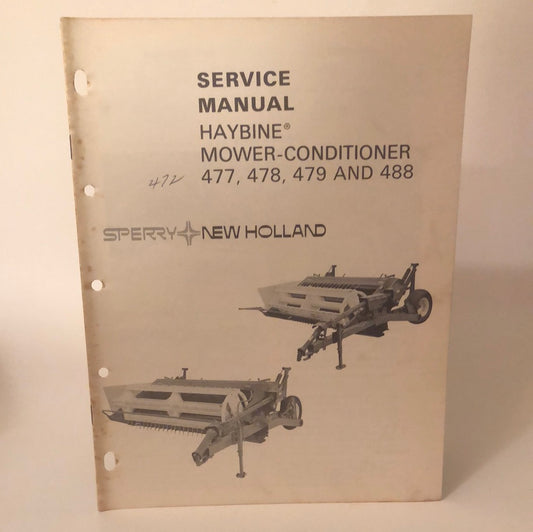 SERVICE
MANUAL
HAYBINE®
MOWER-CONDITIONER
477, 478, 479 AND 488
472
SPERRY NEW HOLLAND